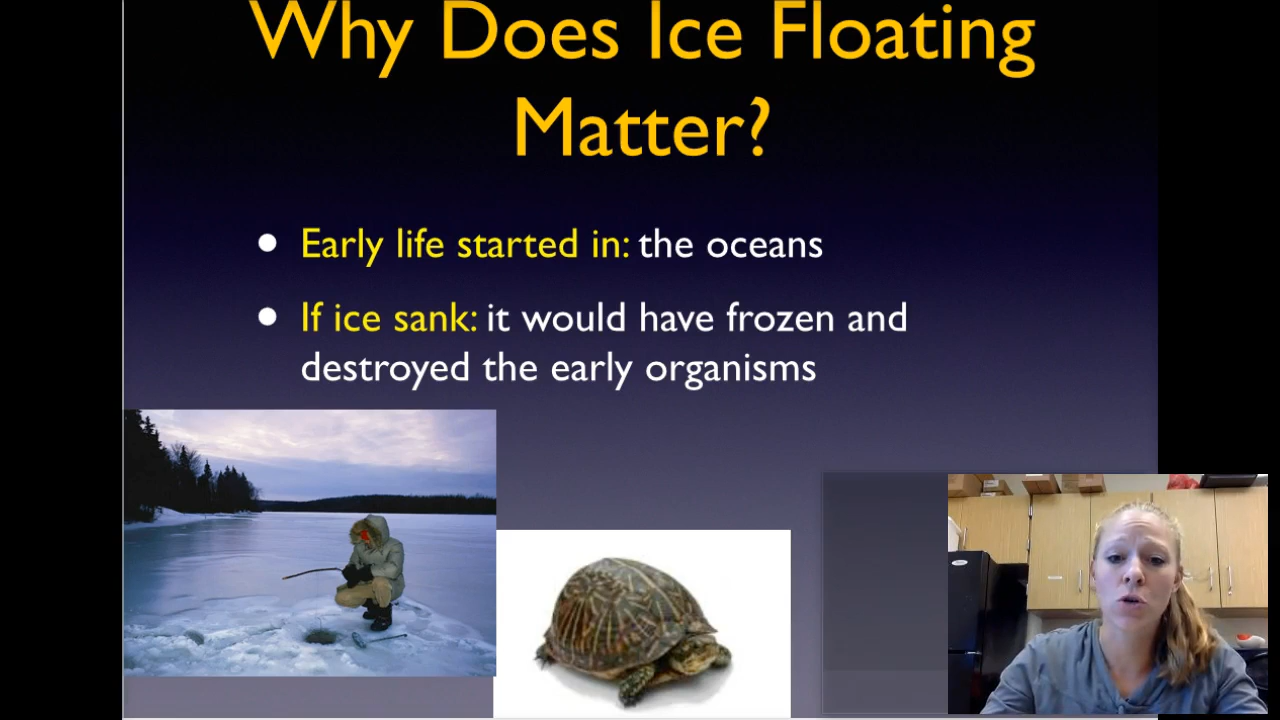 Why Does Ice Floating
Matter?
Early life started in: the oceans
If ice sank: it would have frozen and
destroyed the early organisms